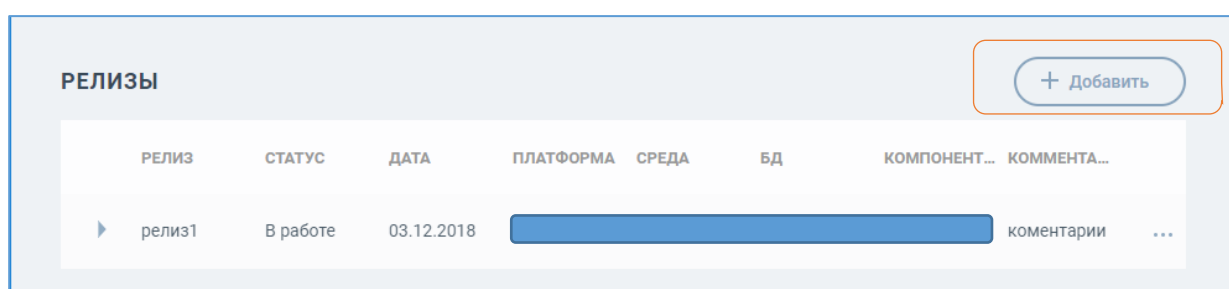 РЕЛИЗЫ
+ Добавить
РЕЛИЗ СТАТУС ДАТА ПЛАТФОРМА СРЕДА БД КОМПОНЕНТ... КОММЕНТА...
релиз1 В работе 03.12.2018 коментарии ...